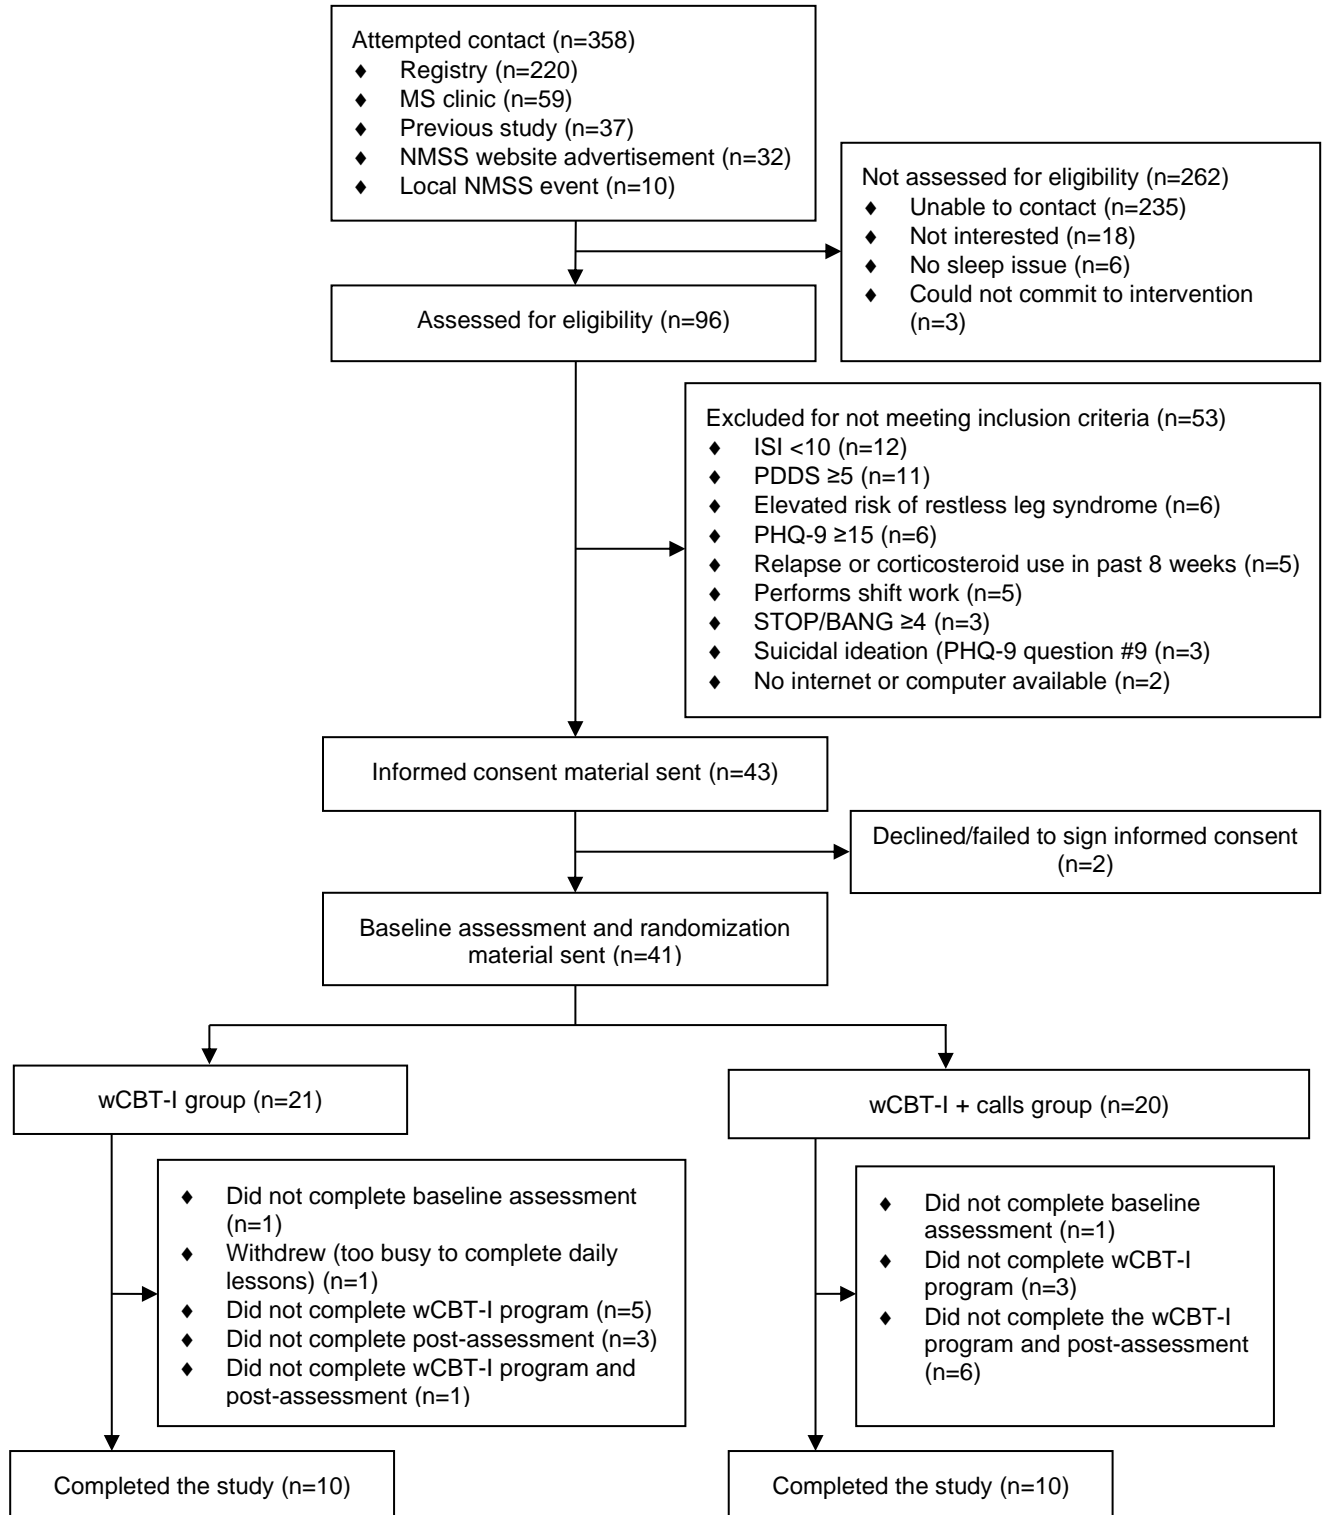 Attempted contact (n=358)
♦ Registry (n=220)
♦ MS clinic (n=59)
♦ Previous study (n=37)
♦ NMSS website advertisement (n=32)
♦ Local NMSS event (n=10)
Not assessed for eligibility (n=262)
♦ Unable to contact (n=235)
♦ Not interested (n=18)
♦ No sleep issue (n=6)
♦ Could not commit to intervention
(n=3)
Assessed for eligibility (n=96)
Excluded for not meeting inclusion criteria (n=53)
♦ ISI <10 (n=12)
♦ PDDS ≥5 (n=11)
♦ Elevated risk of restless leg syndrome (n=6)
♦ PHQ-9 ≥15 (n=6)
♦ Relapse or corticosteroid use in past 8 weeks (n=5)
♦ Performs shift work (n=5)
♦ STOP/BANG ≥4 (n=3)
♦ Suicidal ideation (PHQ-9 question #9 (n=3)
♦ No internet or computer available (n=2)
Informed consent material sent (n=43)
Declined/failed to sign informed consent
(n=2)
Baseline assessment and randomization
material sent (n=41)
wCBT-I group (n=21)
wCBT-I + calls group (n=20)
♦ Did not complete baseline assessment
(n=1)
♦ Withdrew (too busy to complete daily
lessons) (n=1)
♦ Did not complete wCBT-I program (n=5)
♦ Did not complete post-assessment (n=3)
♦ Did not complete wCBT-I program and
post-assessment (n=1)
♦ Did not complete baseline
assessment (n=1)
♦ Did not complete wCBT-I
program (n=3)
♦ Did not complete the wCBT-I
program and post-assessment
(n=6)
Completed the study (n=10)
Completed the study (n=10)